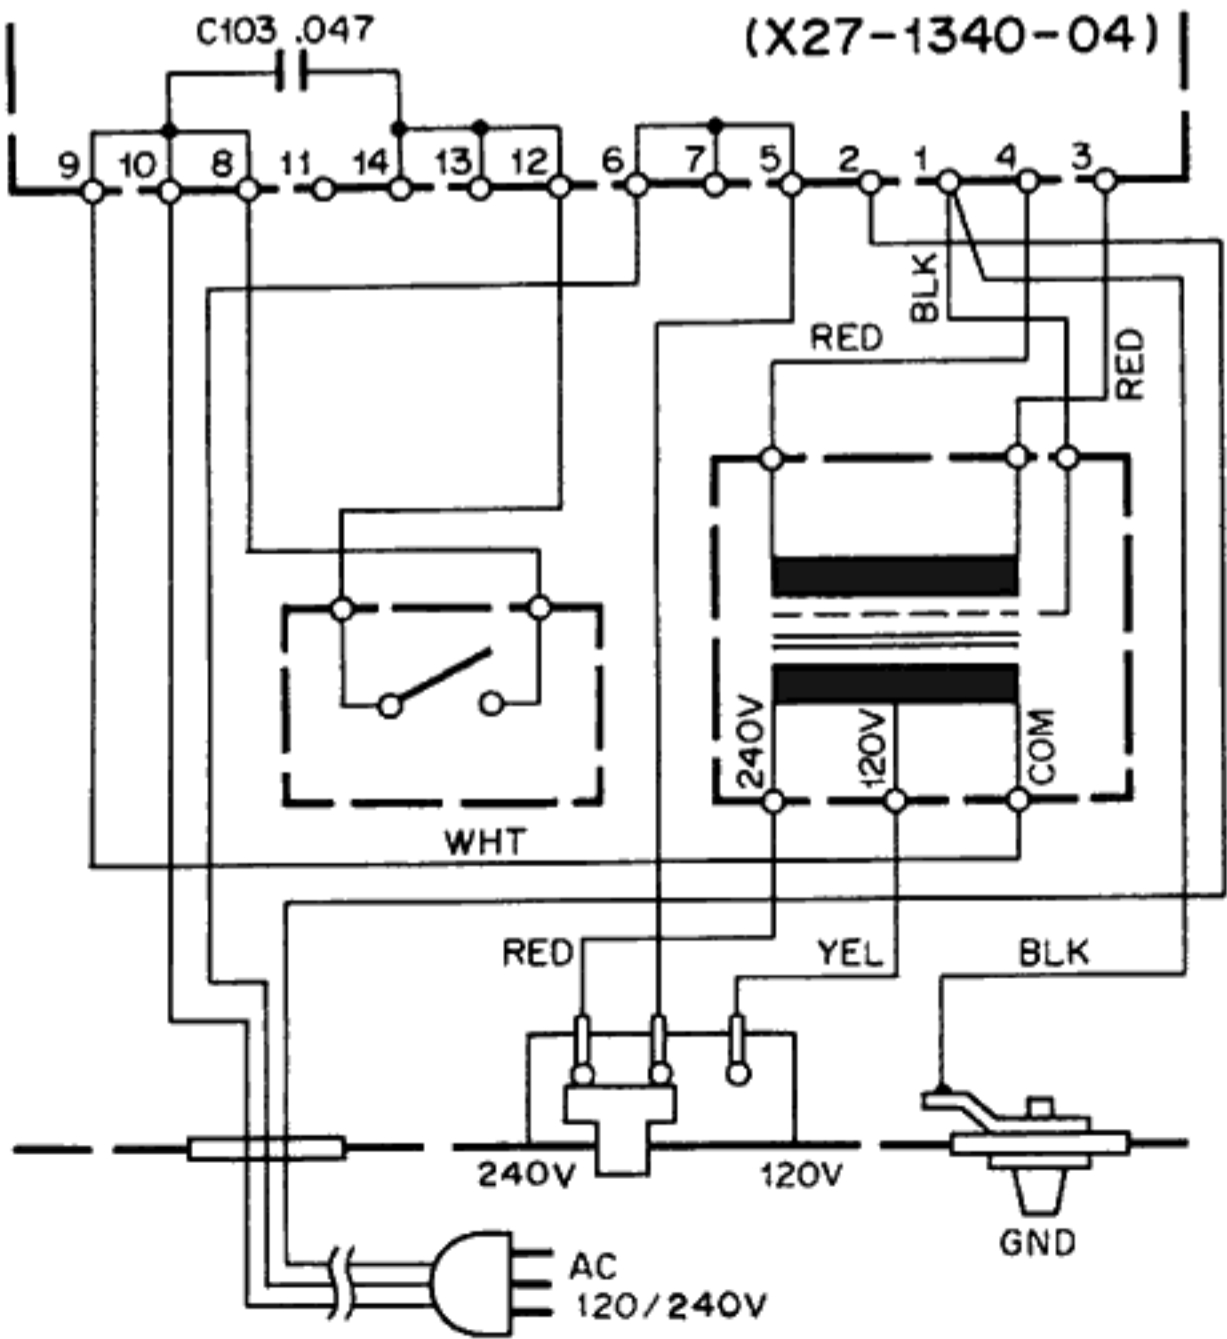 C103 .047
(X27-1340-04)
9 10 8 11 14 13 12 6 7 5 2 1 4 3
BLK
RED
RED
240V
120V
COM
WHT
RED
YEL
BLK
240V
120V
GND
AC
120/240V